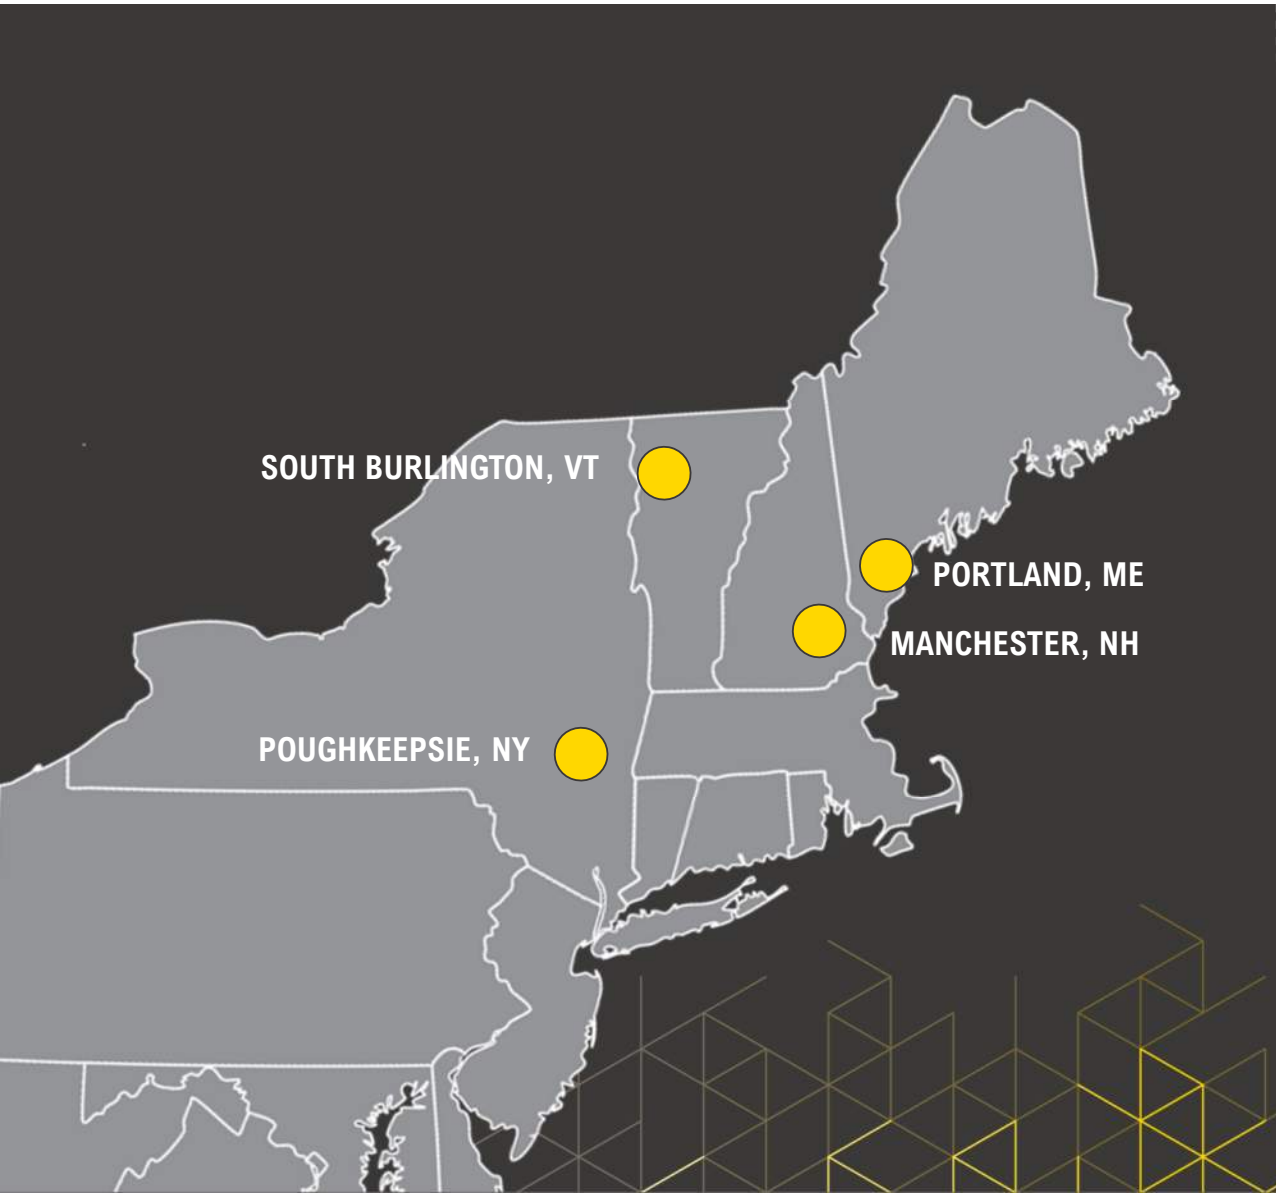 SOUTH BURLINGTON, VT
PORTLAND, ME
MANCHESTER, NH
POUGHKEEPSIE, NY